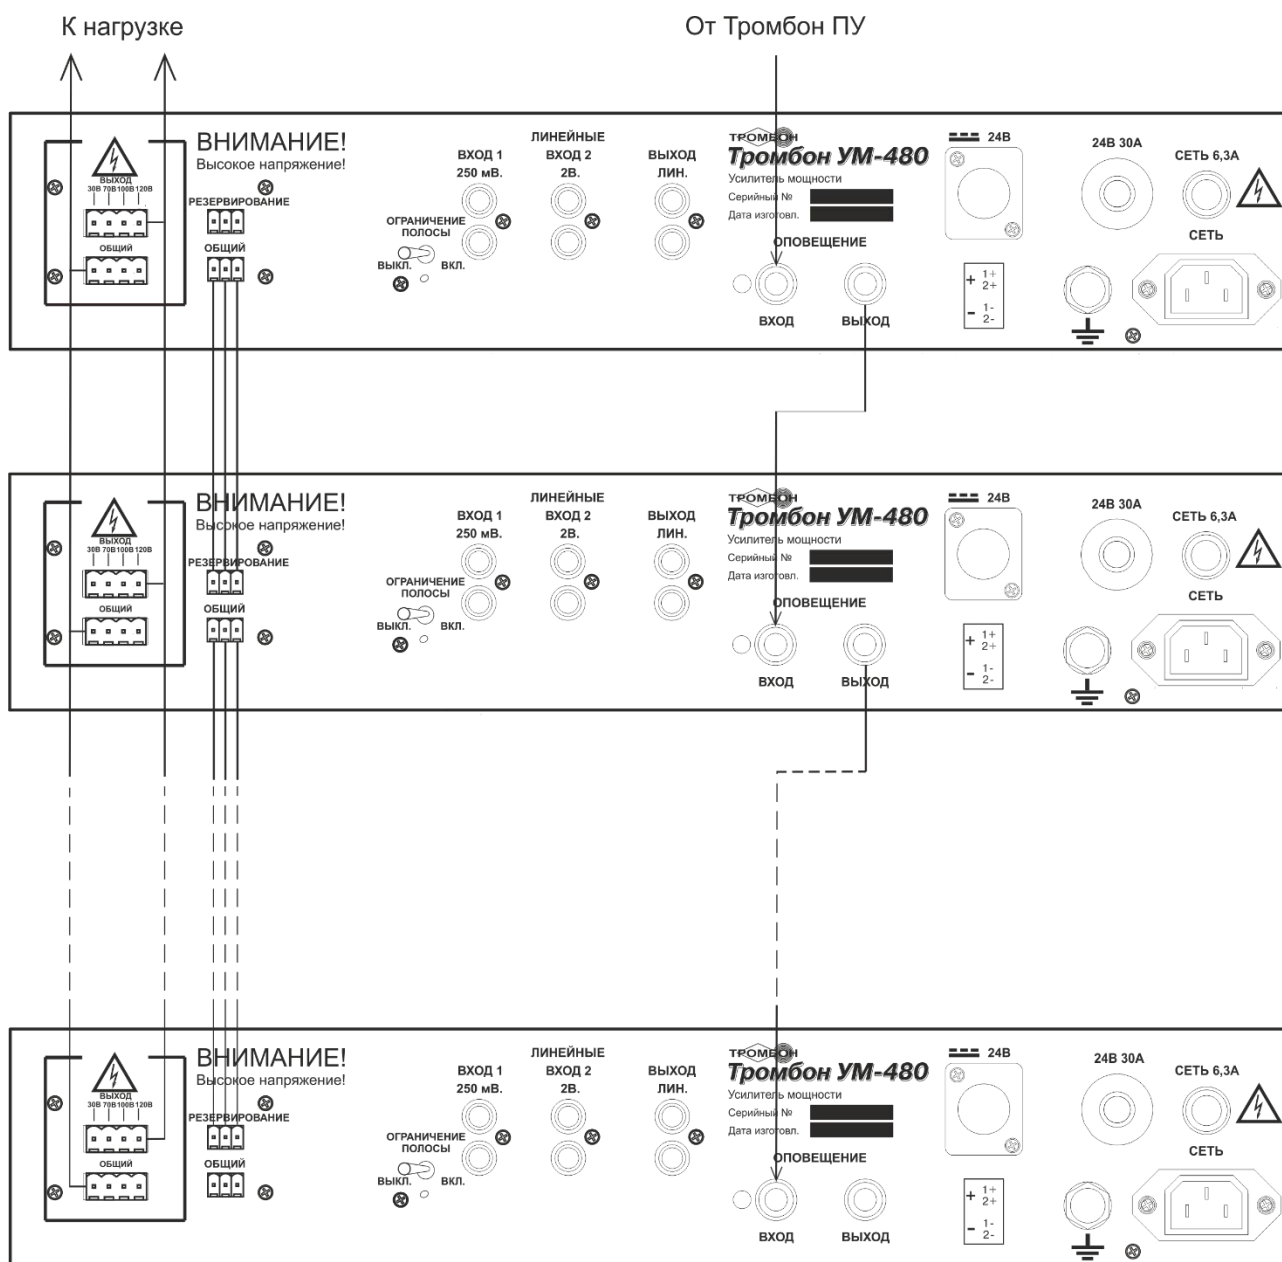 К нагрузке
От Тромбон ПУ
ВНИМАНИЕ!
Высокое напряжение!
ВЫХОД
30В 70В 100В 120В
ОБЩИЙ
РЕЗЕРВИРОВАНИЕ
ОБЩИЙ
ОГРАНИЧЕНИЕ
ПОЛОСЫ
ВЫКЛ.
ВКЛ.
ЛИНЕЙНЫЕ
ВХОД 1
ВХОД 2
ВЫХОД
250 мВ.
2В.
ЛИН.
ТРОМБОН
Тромбон УМ-480
Усилитель мощности
Серийный №
Дата изготовл.
ОПОВЕЩЕНИЕ
ВХОД
ВЫХОД
24В
+ 1+
2+
- 1-
2-
24В 30А
СЕТЬ 6,3А
СЕТЬ
ВНИМАНИЕ!
Высокое напряжение!
ВЫХОД
30В 70В 100В 120В
ОБЩИЙ
РЕЗЕРВИРОВАНИЕ
ОБЩИЙ
ОГРАНИЧЕНИЕ
ПОЛОСЫ
ВЫКЛ.
ВКЛ.
ЛИНЕЙНЫЕ
ВХОД 1
ВХОД 2
ВЫХОД
250 мВ.
2В.
ЛИН.
ТРОМБОН
Тромбон УМ-480
Усилитель мощности
Серийный №
Дата изготовл.
ОПОВЕЩЕНИЕ
ВХОД
ВЫХОД
24В
+ 1+
2+
- 1-
2-
24В 30А
СЕТЬ 6,3А
СЕТЬ
ВНИМАНИЕ!
Высокое напряжение!
ВЫХОД
30В 70В 100В 120В
ОБЩИЙ
РЕЗЕРВИРОВАНИЕ
ОБЩИЙ
ОГРАНИЧЕНИЕ
ПОЛОСЫ
ВЫКЛ.
ВКЛ.
ЛИНЕЙНЫЕ
ВХОД 1
ВХОД 2
ВЫХОД
250 мВ.
2В.
ЛИН.
ТРОМБОН
Тромбон УМ-480
Усилитель мощности
Серийный №
Дата изготовл.
ОПОВЕЩЕНИЕ
ВХОД
ВЫХОД
24В
+ 1+
2+
- 1-
2-
24В 30А
СЕТЬ 6,3А
СЕТЬ